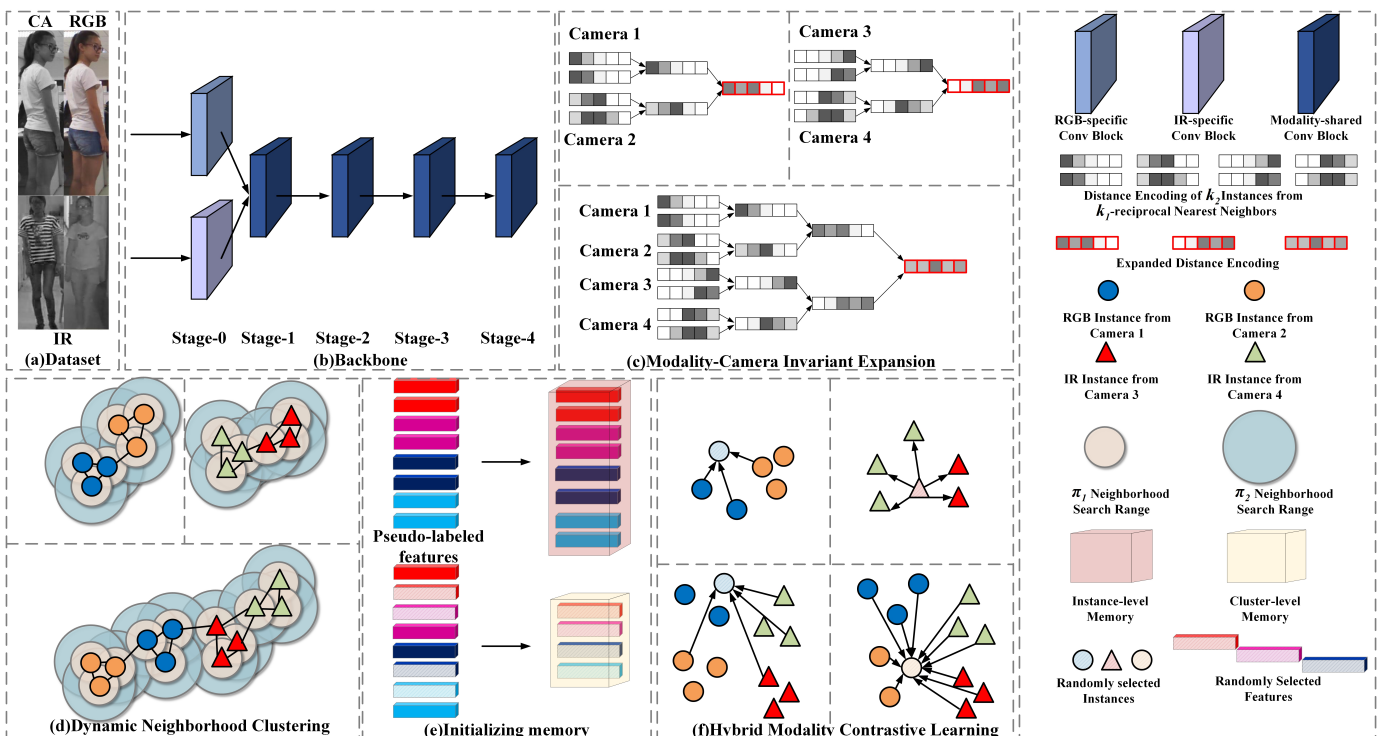 CA RGB
IR
(a)Dataset
Stage-0 Stage-1 Stage-2 Stage-3 Stage-4
(b)Backbone
Camera 1
Camera 2
Camera 3
Camera 4
Camera 1
Camera 2
Camera 3
Camera 4
(c)Modality-Camera Invariant Expansion
(d)Dynamic Neighborhood Clustering
Pseudo-labeled
features
(e)Initializing memory
(f)Hybrid Modality Contrastive Learning
RGB-specific
Conv Block
IR-specific
Conv Block
Modality-shared
Conv Block
Distance Encoding of k2 Instances from
k1-reciprocal Nearest Neighbors
Expanded Distance Encoding
RGB Instance from
Camera 1
RGB Instance from
Camera 2
IR Instance from
Camera 3
IR Instance from
Camera 4
π1 Neighborhood
Search Range
π2 Neighborhood
Search Range
Instance-level
Memory
Cluster-level
Memory
Randomly selected
Instances
Randomly Selected
Features